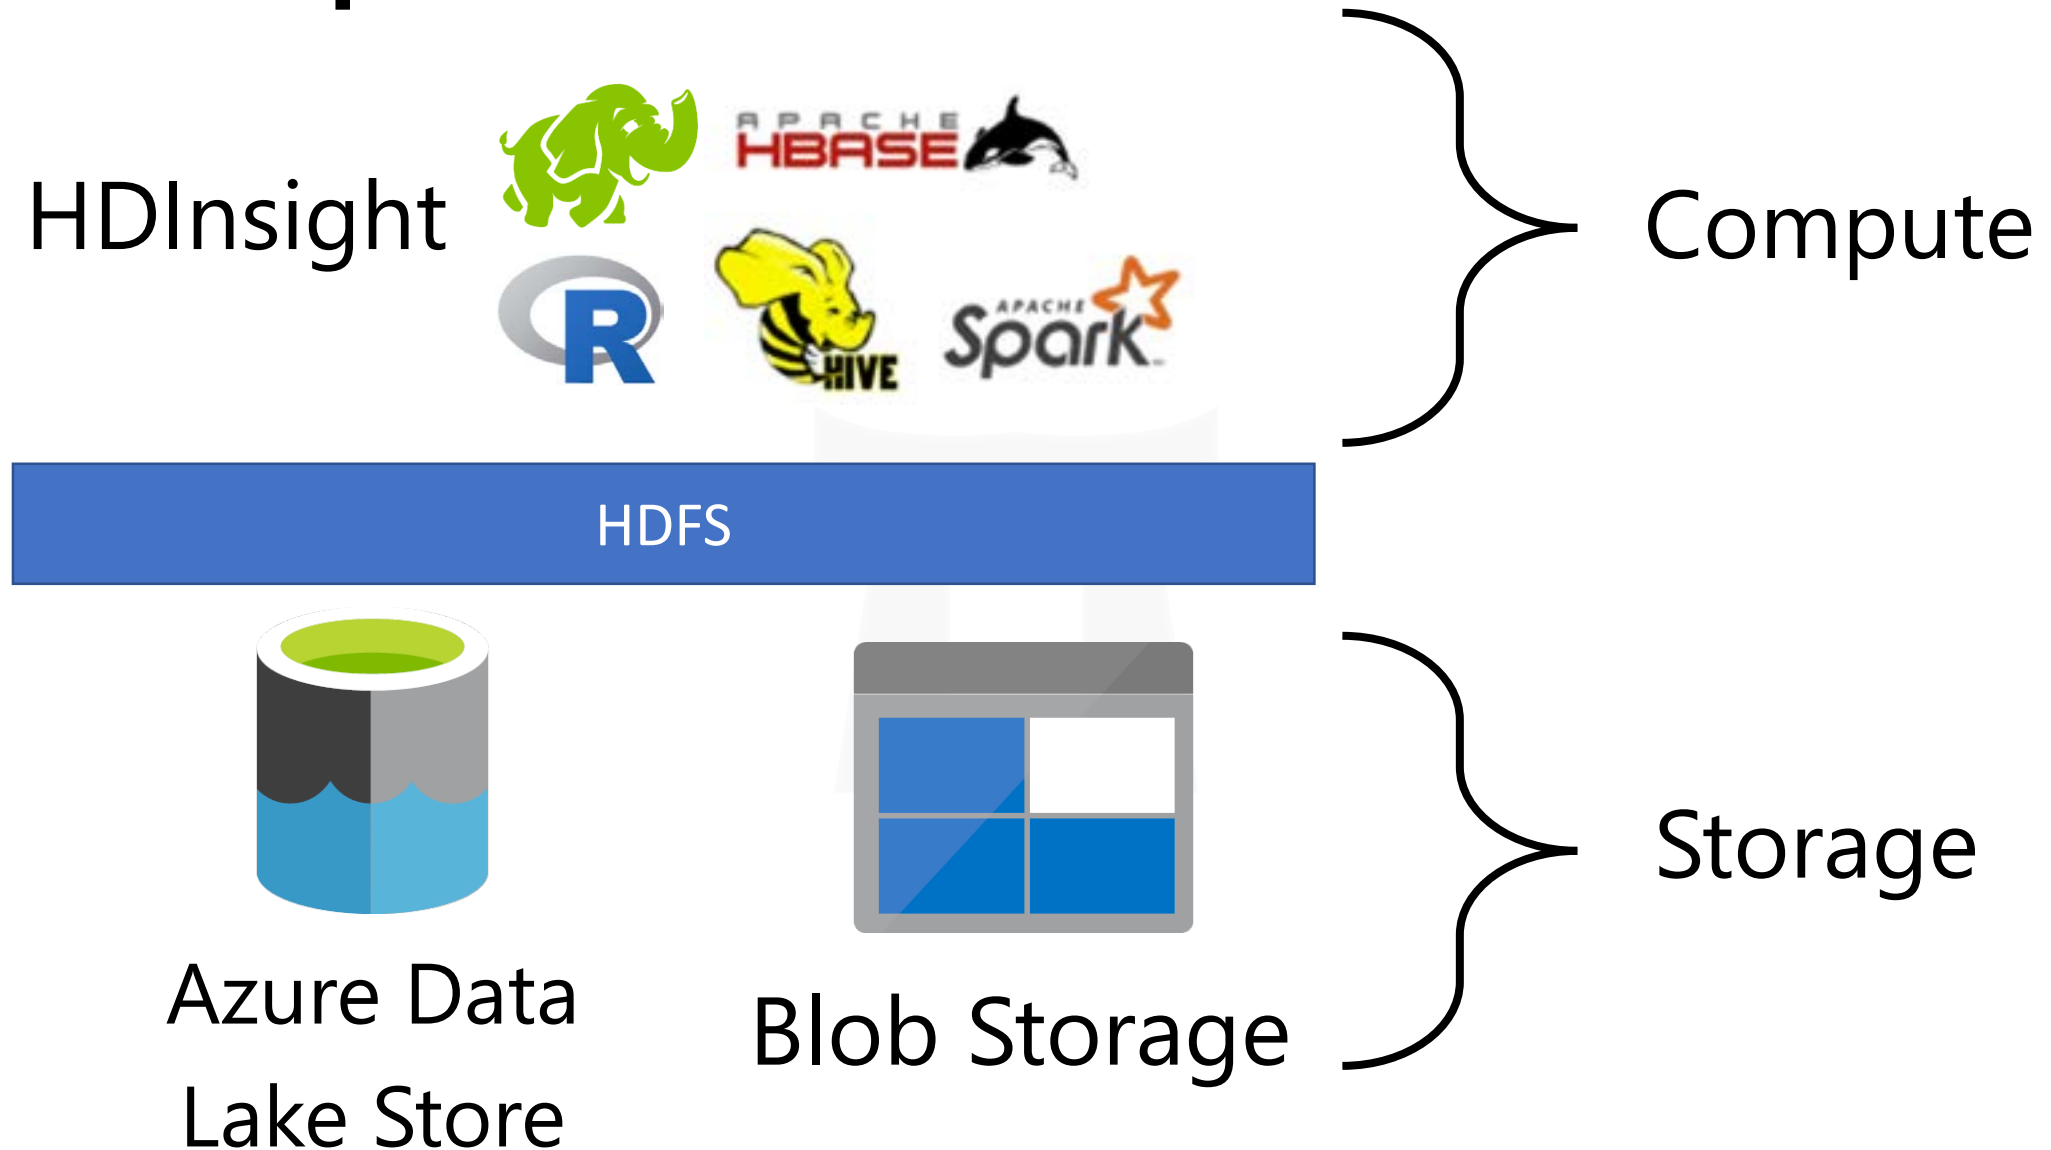 HDInsight
APACHE
HBASE
R
HIVE
APACHE
Spark
Compute
HDFS
Azure Data
Lake Store
Blob Storage
Storage